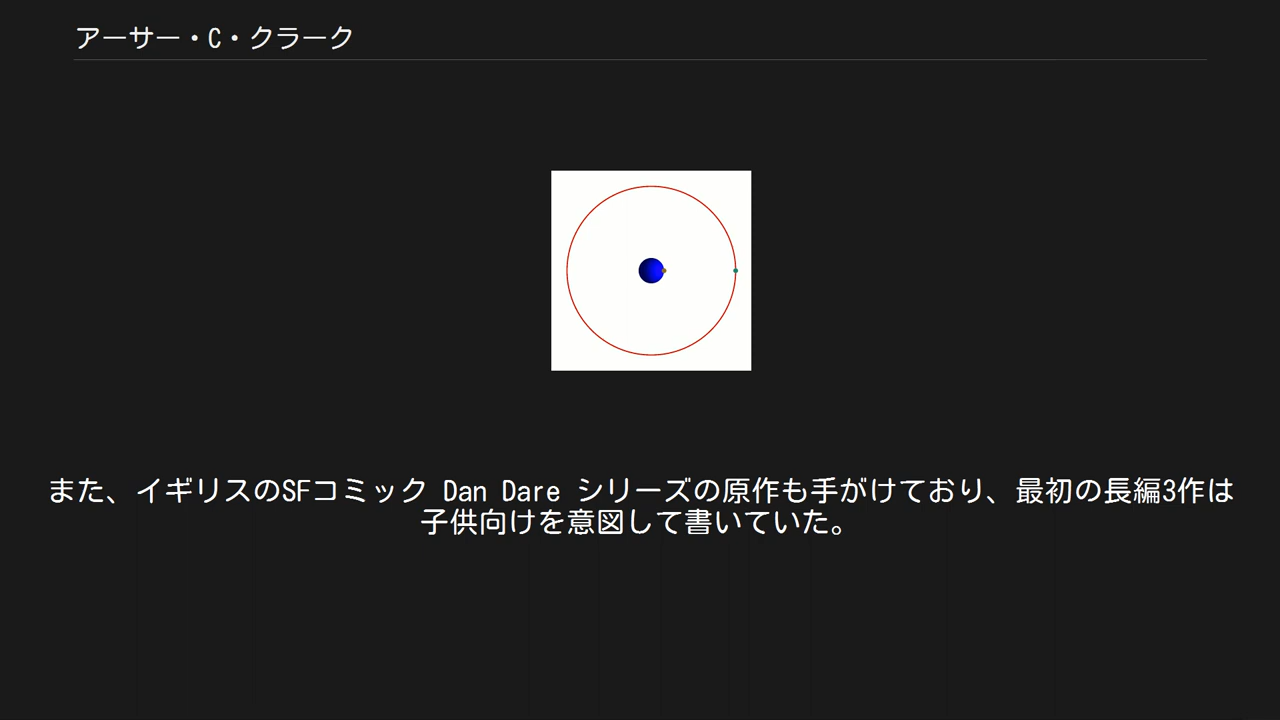 アーサー・C・クラーク
また、イギリスのSFコミック Dan Dare シリーズの原作も手がけており、最初の長編3作は
子供向けを意図して書いていた。